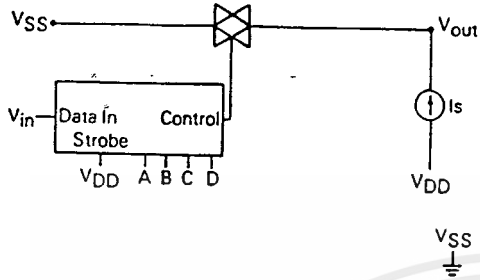 VSS
Vout
Is
Vin
Data In
Control
Strobe
VDD
A B C D
VDD
VSS